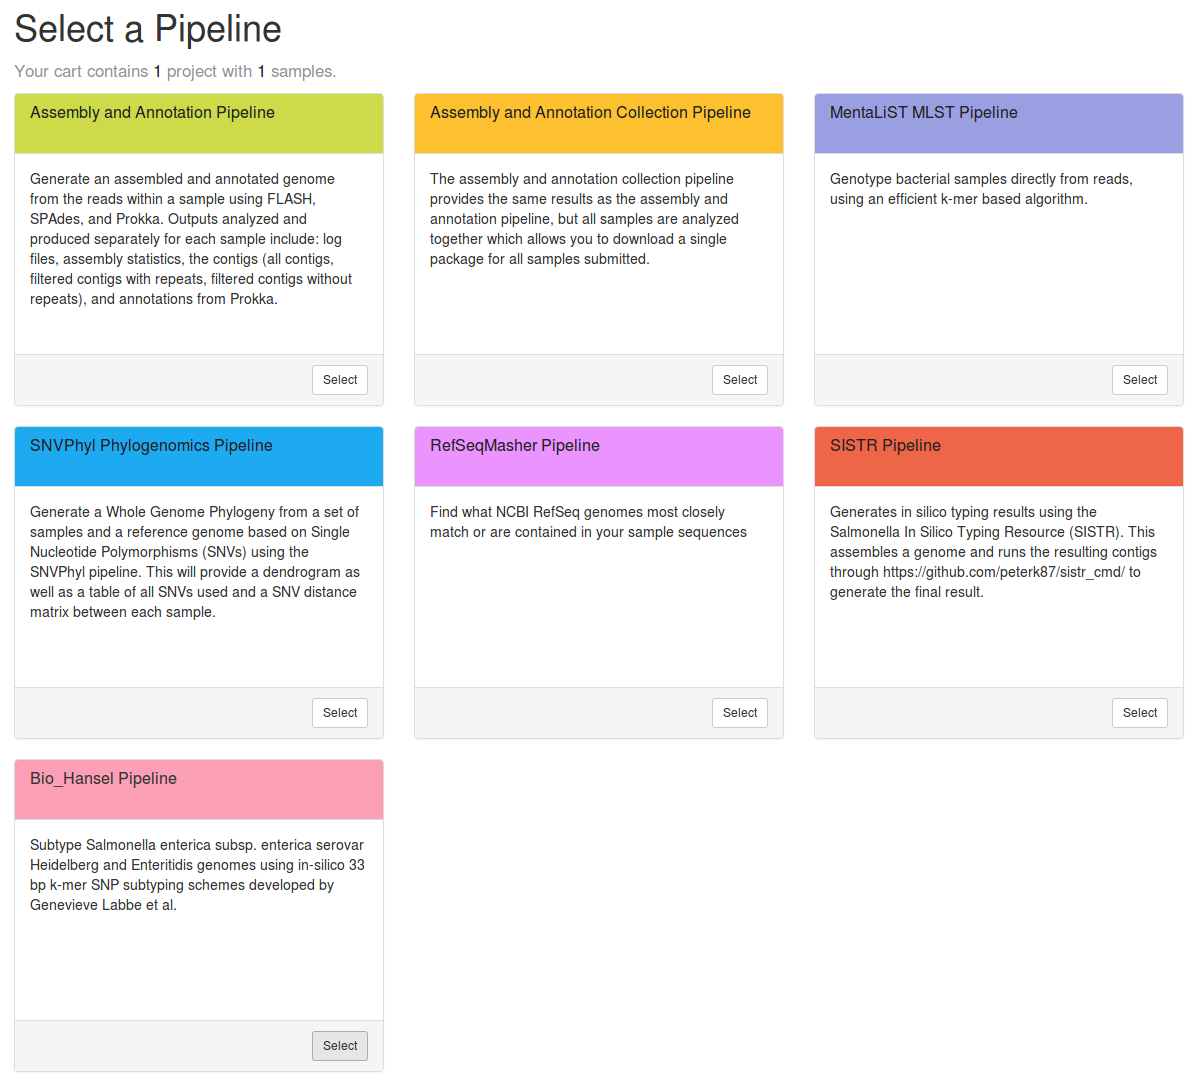 Select a Pipeline
Your cart contains 1 project with 1 samples.
Assembly and Annotation Pipeline
Generate an assembled and annotated genome
from the reads within a sample using FLASH,
SPAdes, and Prokka. Outputs analyzed and
produced separately for each sample include: log
files, assembly statistics, the contigs (all contigs,
filtered contigs with repeats, filtered contigs without
repeats), and annotations from Prokka.
Select
Assembly and Annotation Collection Pipeline
The assembly and annotation collection pipeline
provides the same results as the assembly and
annotation pipeline, but all samples are analyzed
together which allows you to download a single
package for all samples submitted.
Select
MentaLiST MLST Pipeline
Genotype bacterial samples directly from reads,
using an efficient k-mer based algorithm.
Select
SNVPhyl Phylogenomics Pipeline
Generate a Whole Genome Phylogeny from a set of
samples and a reference genome based on Single
Nucleotide Polymorphisms (SNVs) using the
SNVPhyl pipeline. This will provide a dendrogram as
well as a table of all SNVs used and a SNV distance
matrix between each sample.
Select
RefSeqMasher Pipeline
Find what NCBI RefSeq genomes most closely
match or are contained in your sample sequences
Select
SISTR Pipeline
Generates in silico typing results using the
Salmonella In Silico Typing Resource (SISTR). This
assembles a genome and runs the resulting contigs
through https://github.com/peterk87/sistr_cmd/ to
generate the final result.
Select
Bio_Hansel Pipeline
Subtype Salmonella enterica subsp. enterica serovar
Heidelberg and Enteritidis genomes using in-silico 33
bp k-mer SNP subtyping schemes developed by
Genevieve Labbe et al.
Select